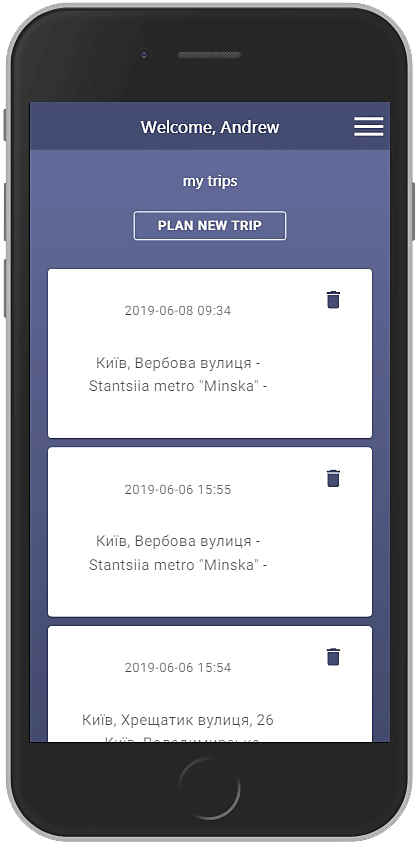 Welcome, Andrew
my trips
PLAN NEW TRIP
2019-06-08 09:34
Київ, Вербова вулиця -
Stantsiia metro "Minska" -
2019-06-06 15:55
Київ, Вербова вулиця -
Stantsiia metro "Minska" -
2019-06-06 15:54
Київ, Хрещатик вулиця, 26
Київ, Володимирська